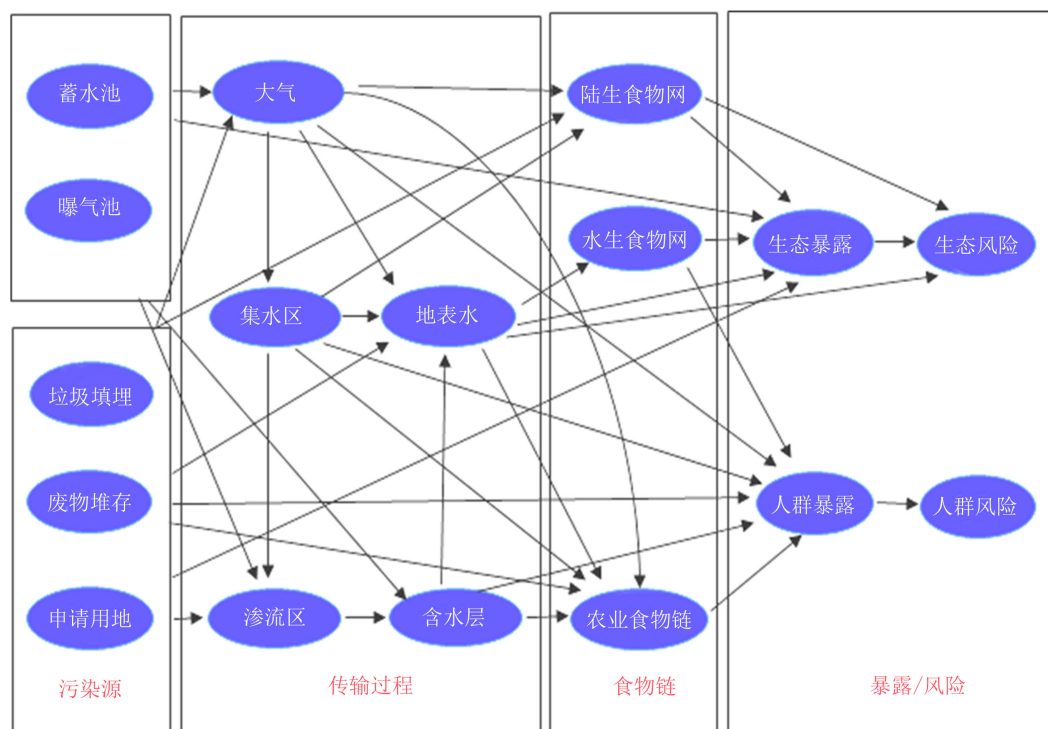 蓄水池
大气
陆生食物网
曝气池
水生食物网
生态暴露
生态风险
集水区
地表水
垃圾填埋
废物堆存
人群暴露
人群风险
申请用地
渗流区
含水层
农业食物链
污染源
传输过程
食物链
暴露/风险